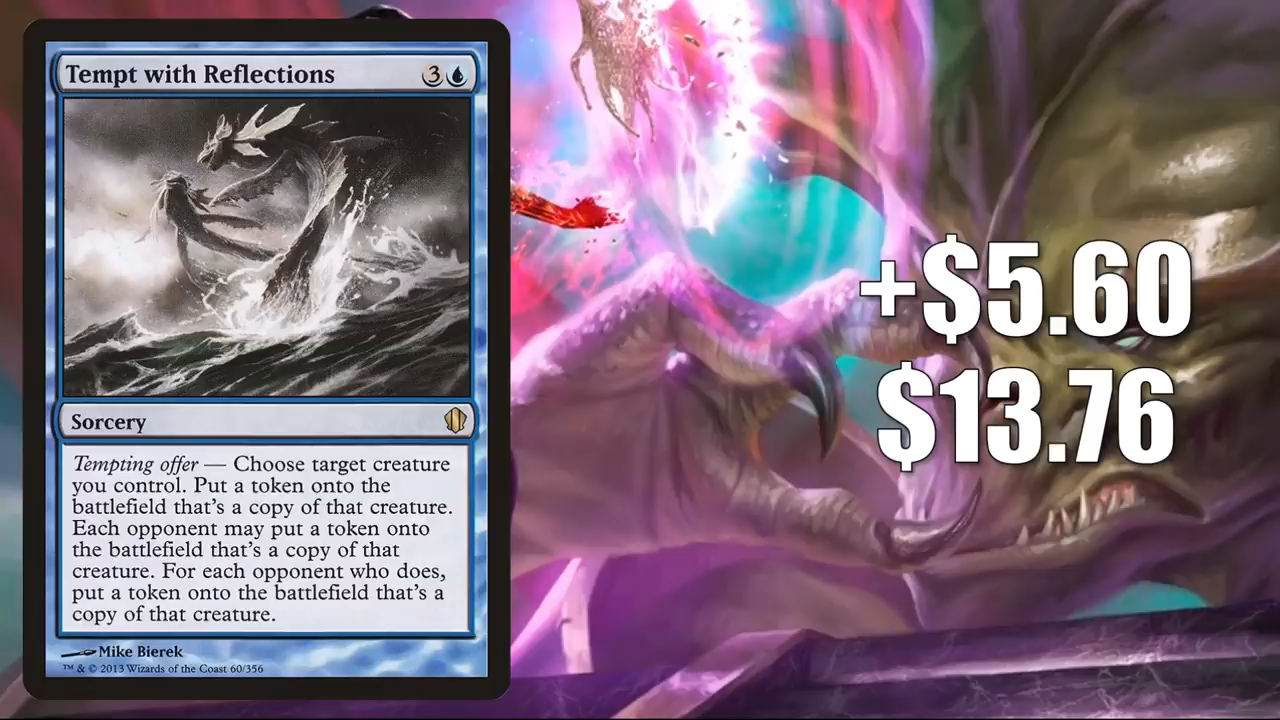 Tempt with Reflections 3
Sorcery
Tempting offer — Choose target creature
you control. Put a token onto the
battlefield that's a copy of that creature.
Each opponent may put a token onto
the battlefield that's a copy of that
creature. For each opponent who does,
put a token onto the battlefield that's a
copy of that creature.
Mike Bierek
™ & © 2013 Wizards of the Coast 60/356
+$5.60
$13.76